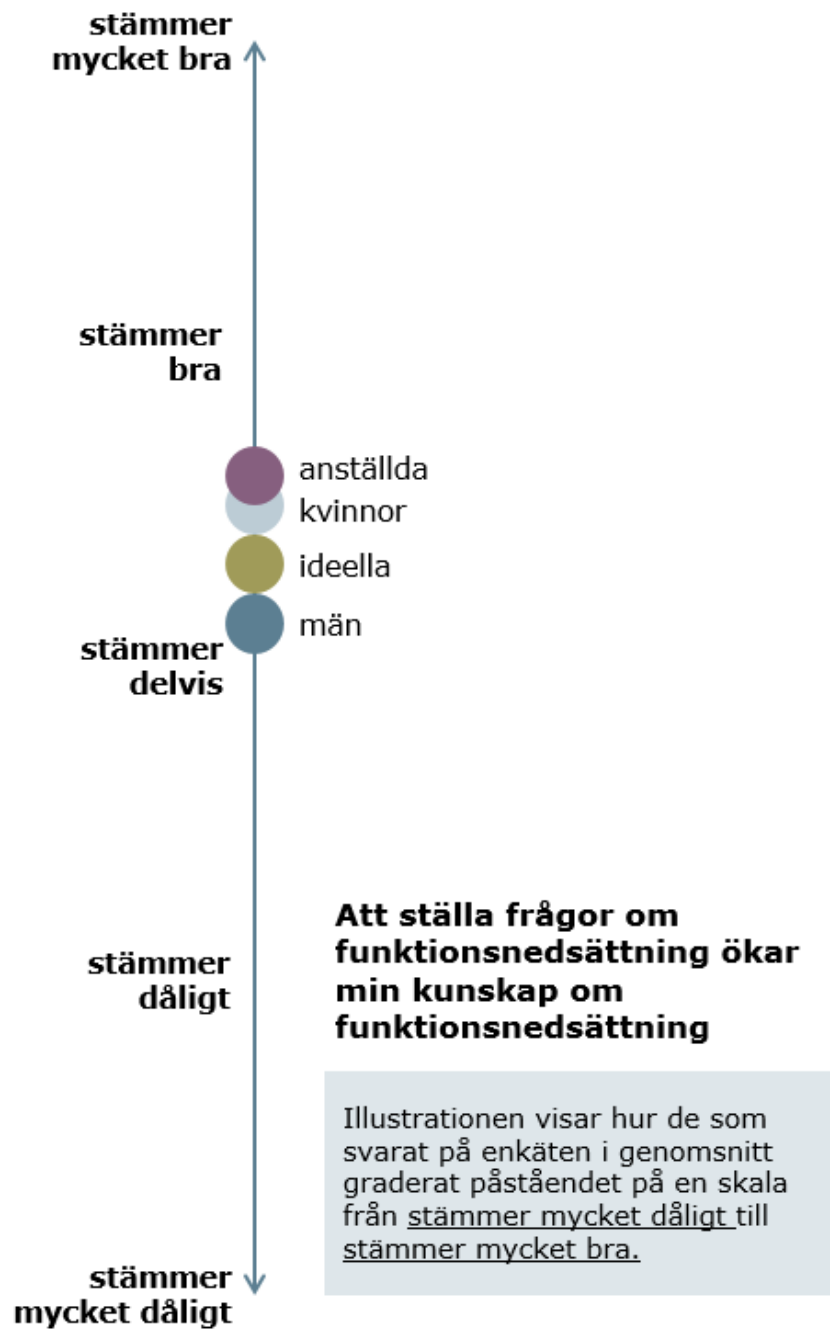 stämmer
mycket bra
stämmer
bra
anställda
kvinnor
ideella
män
stämmer
delvis
stämmer
dåligt
Att ställa frågor om
funktionsnedsättning ökar
min kunskap om
funktionsnedsättning
Illustrationen visar hur de som
svarat på enkäten i genomsnitt
graderat påståendet på en skala
från stämmer mycket dåligt till
stämmer mycket bra.
stämmer
mycket dåligt